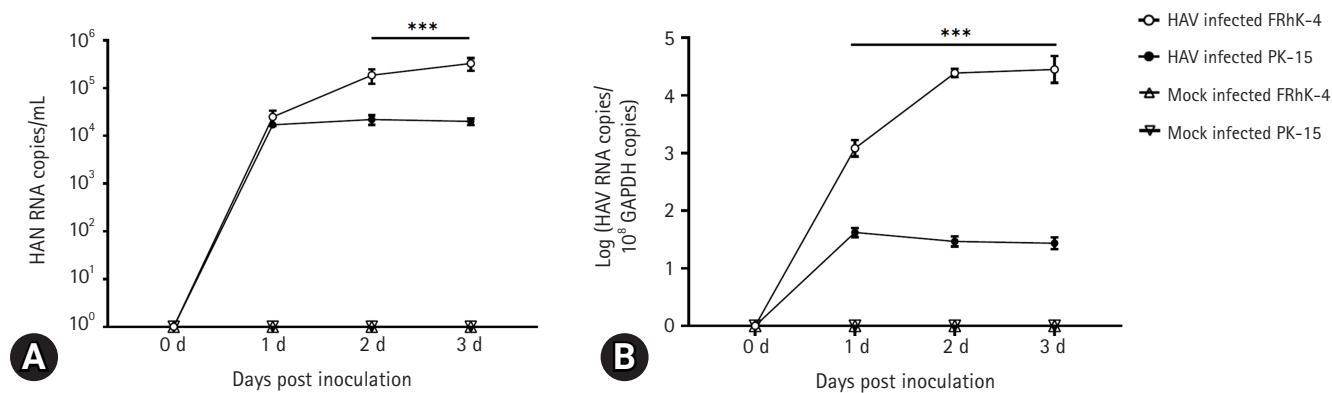 ***
10⁶
10⁵
10⁴
10³
10²
10¹
10⁰
HAN RNA copies/mL
0 d 1 d 2 d 3 d
Days post inoculation
A
***
5
4
3
2
1
0
Log (HAV RNA copies/
10⁸ GAPDH copies)
0 d 1 d 2 d 3 d
Days post inoculation
B
HAV infected FRhK-4
HAV infected PK-15
Mock infected FRhK-4
Mock infected PK-15